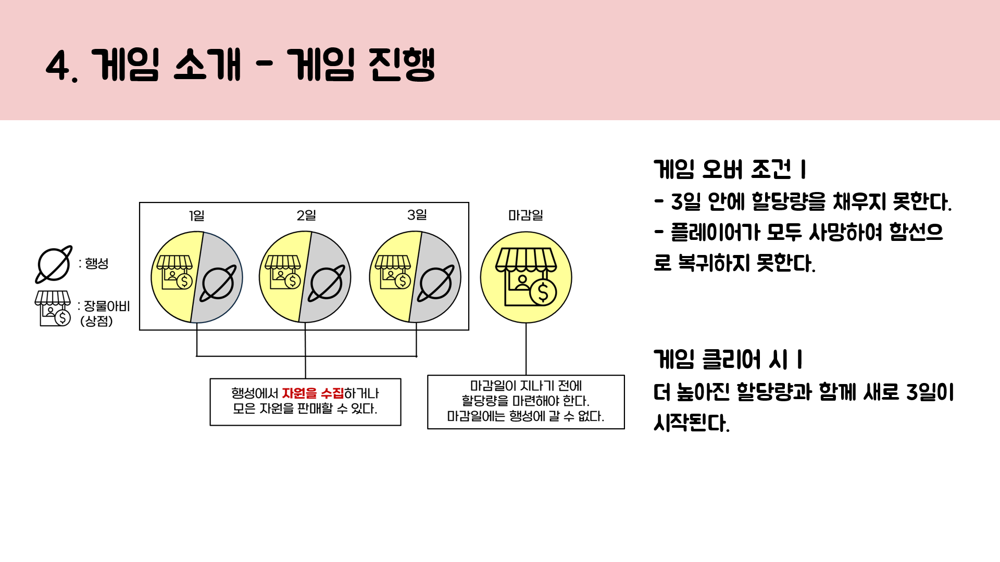 4. 게임 소개 - 게임 진행
1일
2일
3일
마감일
: 행성
: 장물아비
(상점)
행성에서 자원을 수집하거나
모은 자원을 판매할 수 있다.
마감일이 지나기 전에
할당량을 마련해야 한다.
마감일에는 행성에 갈 수 없다.
게임 오버 조건 |
- 3일 안에 할당량을 채우지 못한다.
- 플레이어가 모두 사망하여 함선으
로 복귀하지 못한다.
게임 클리어 시 |
더 높아진 할당량과 함께 새로 3일이
시작된다.